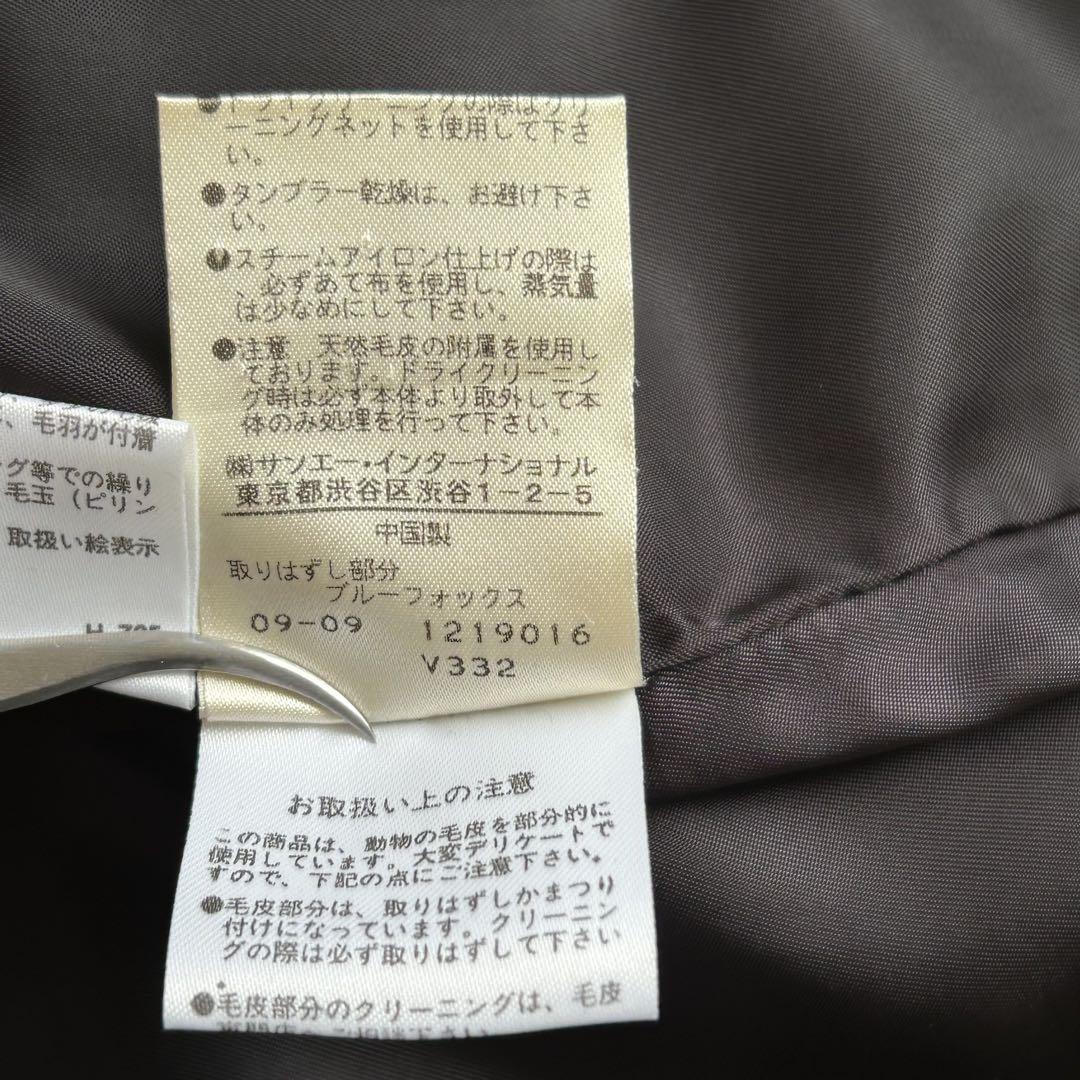 ●ドライクリーニングの際はクリ
ーニングネットを使用して下さ
い。
●タンブラー乾燥は、お避け下さ
い。
●スチームアイロン仕上げの際は
、必ずあて布を使用し、蒸気量
は少なめにして下さい。
●注意 天然毛皮の附属を使用し
ております。ドライクリーニン
グ時は必ず本体より取外して本
体のみ処理を行って下さい。
㈱サンエー・インターナショナル
東京都渋谷区渋谷1-2-5
中国製
取りはずし部分
ブルーフォックス
09-09 1219016
V332
、毛羽が付着
グ等での繰り
毛玉（ピリン
取扱い絵表示
お取扱い上の注意
この商品は、動物の毛皮を部分的に
使用しています。大変デリケートで
すので、下記の点にご注意下さい。
●毛皮部分は、取りはずしかまつり
付けになっています。クリーニン
グの際は必ず取りはずして下さい
。
●毛皮部分のクリーニングは、毛皮